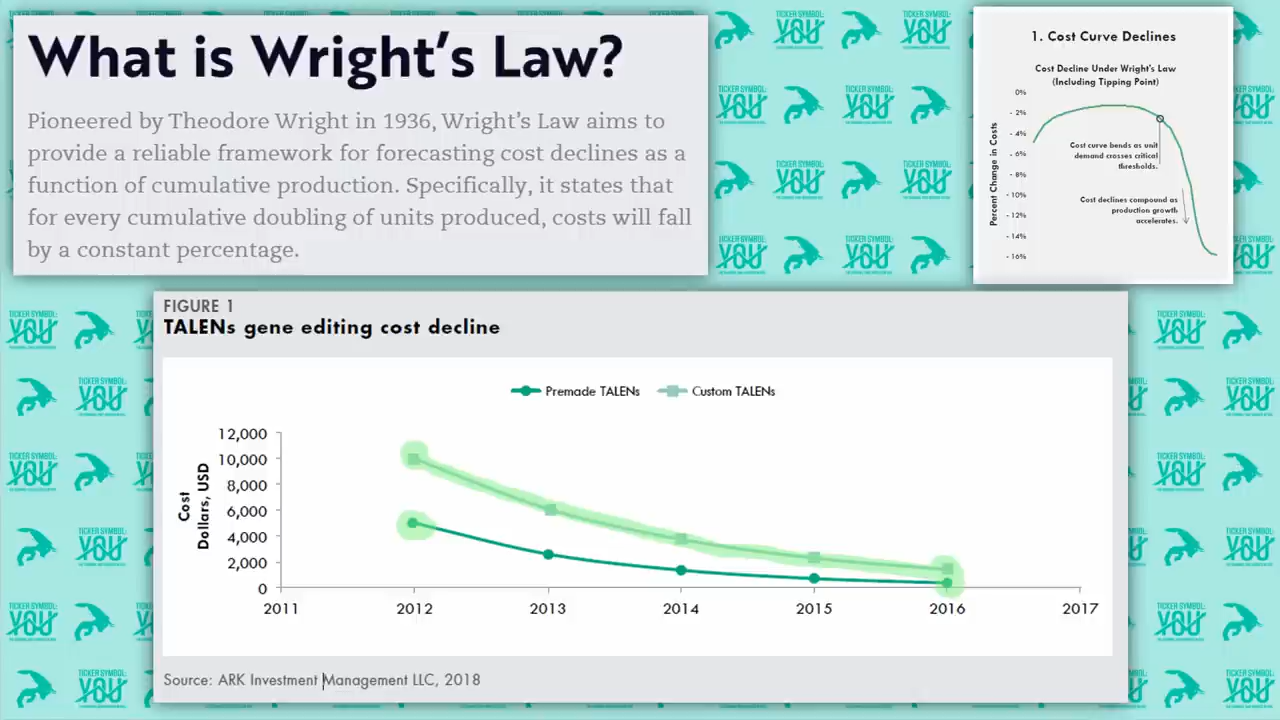 What is Wright's Law?
Pioneered by Theodore Wright in 1936, Wright's Law aims to
provide a reliable framework for forecasting cost declines as a
function of cumulative production. Specifically, it states that
for every cumulative doubling of units produced, costs will fall
by a constant percentage.
1. Cost Curve Declines
Cost Decline Under Wright's Law
(Including Tipping Point)
Percent Change in Costs
0%
- 2%
- 4%
- 6%
- 8%
- 10%
- 12%
- 14%
- 16%
Cost curve bends as unit
demand crosses critical
thresholds.
Cost declines compound as
production growth
accelerates.
FIGURE 1
TALENs gene editing cost decline
Premade TALENs
Custom TALENs
Cost
Dollars, USD
12,000
10,000
8,000
6,000
4,000
2,000
0
2011 2012 2013 2014 2015 2016 2017
Source: ARK Investment Management LLC, 2018
TICKER SYMBOL:
YOU